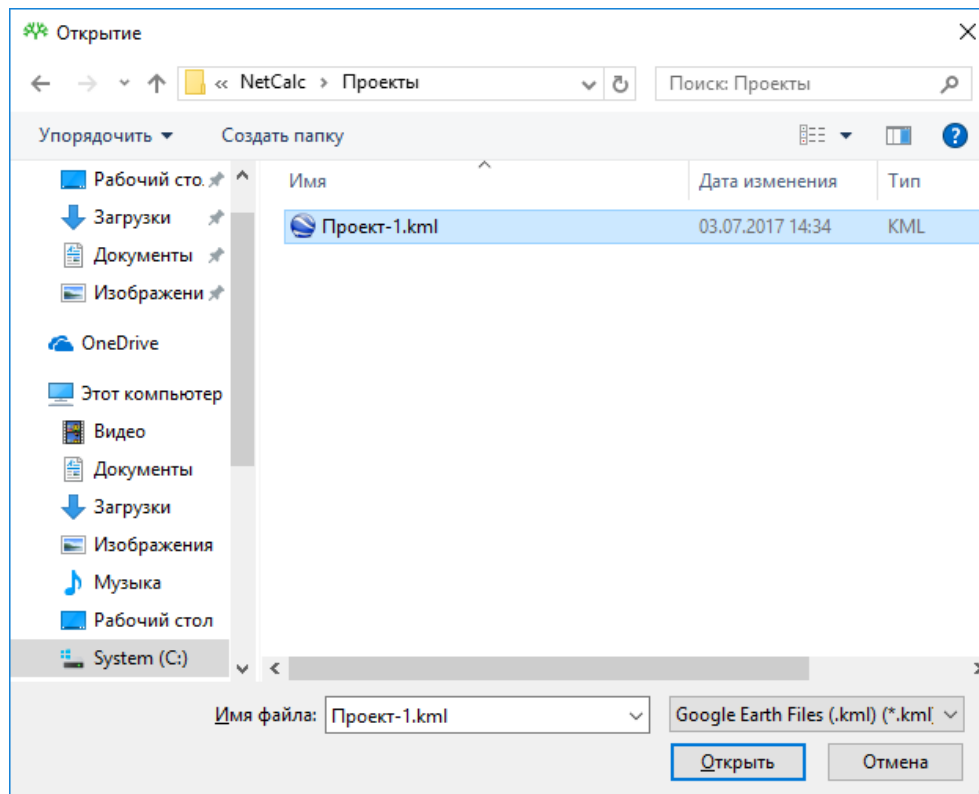 Открытие
« NetCalc > Проекты
Поиск: Проекты
Упорядочить
Создать папку
Рабочий сто
Загрузки
Документы
Изображени
OneDrive
Этот компьютер
Видео
Документы
Загрузки
Изображения
Музыка
Рабочий стол
System (C:)
Имя Дата изменения Тип
Проект-1.kml 03.07.2017 14:34 KML
Имя файла: Проект-1.kml Google Earth Files (.kml) (*.kml
Открыть Отмена